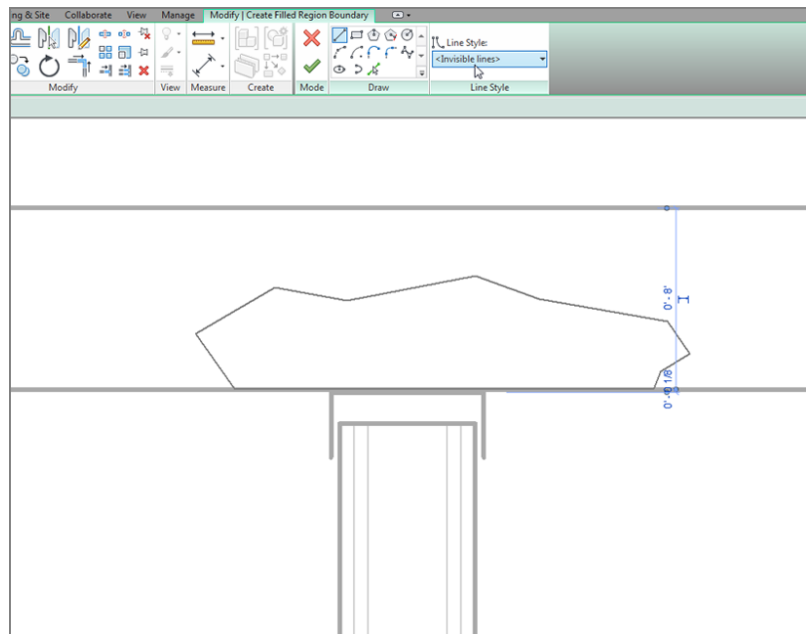 ng & Site Collaborate View Manage Modify | Create Filled Region Boundary
Line Style:
<Invisible lines>
Modify View Measure Create Mode Draw Line Style
0' - 8"